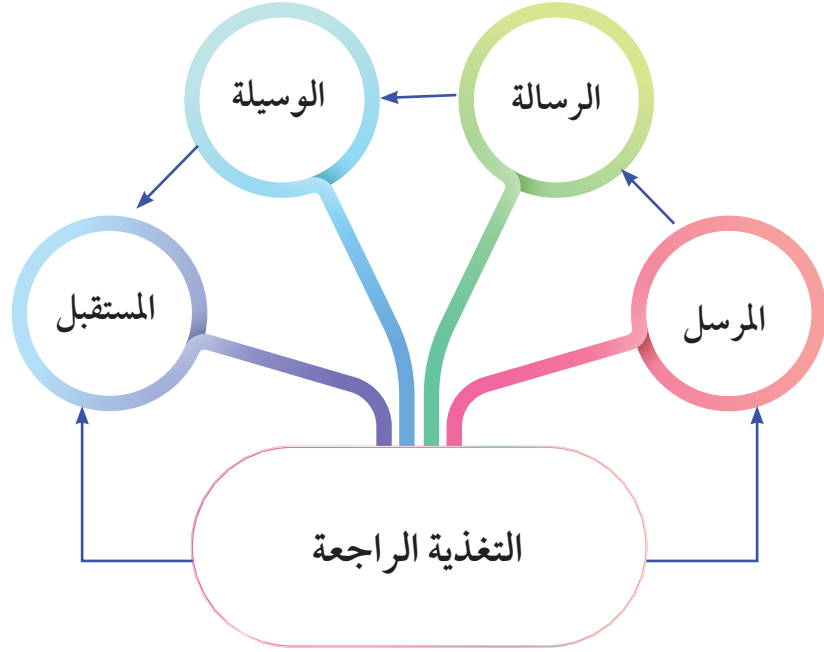 المرسل
الرسالة
الوسيلة
المستقبل
التغذية الراجعة